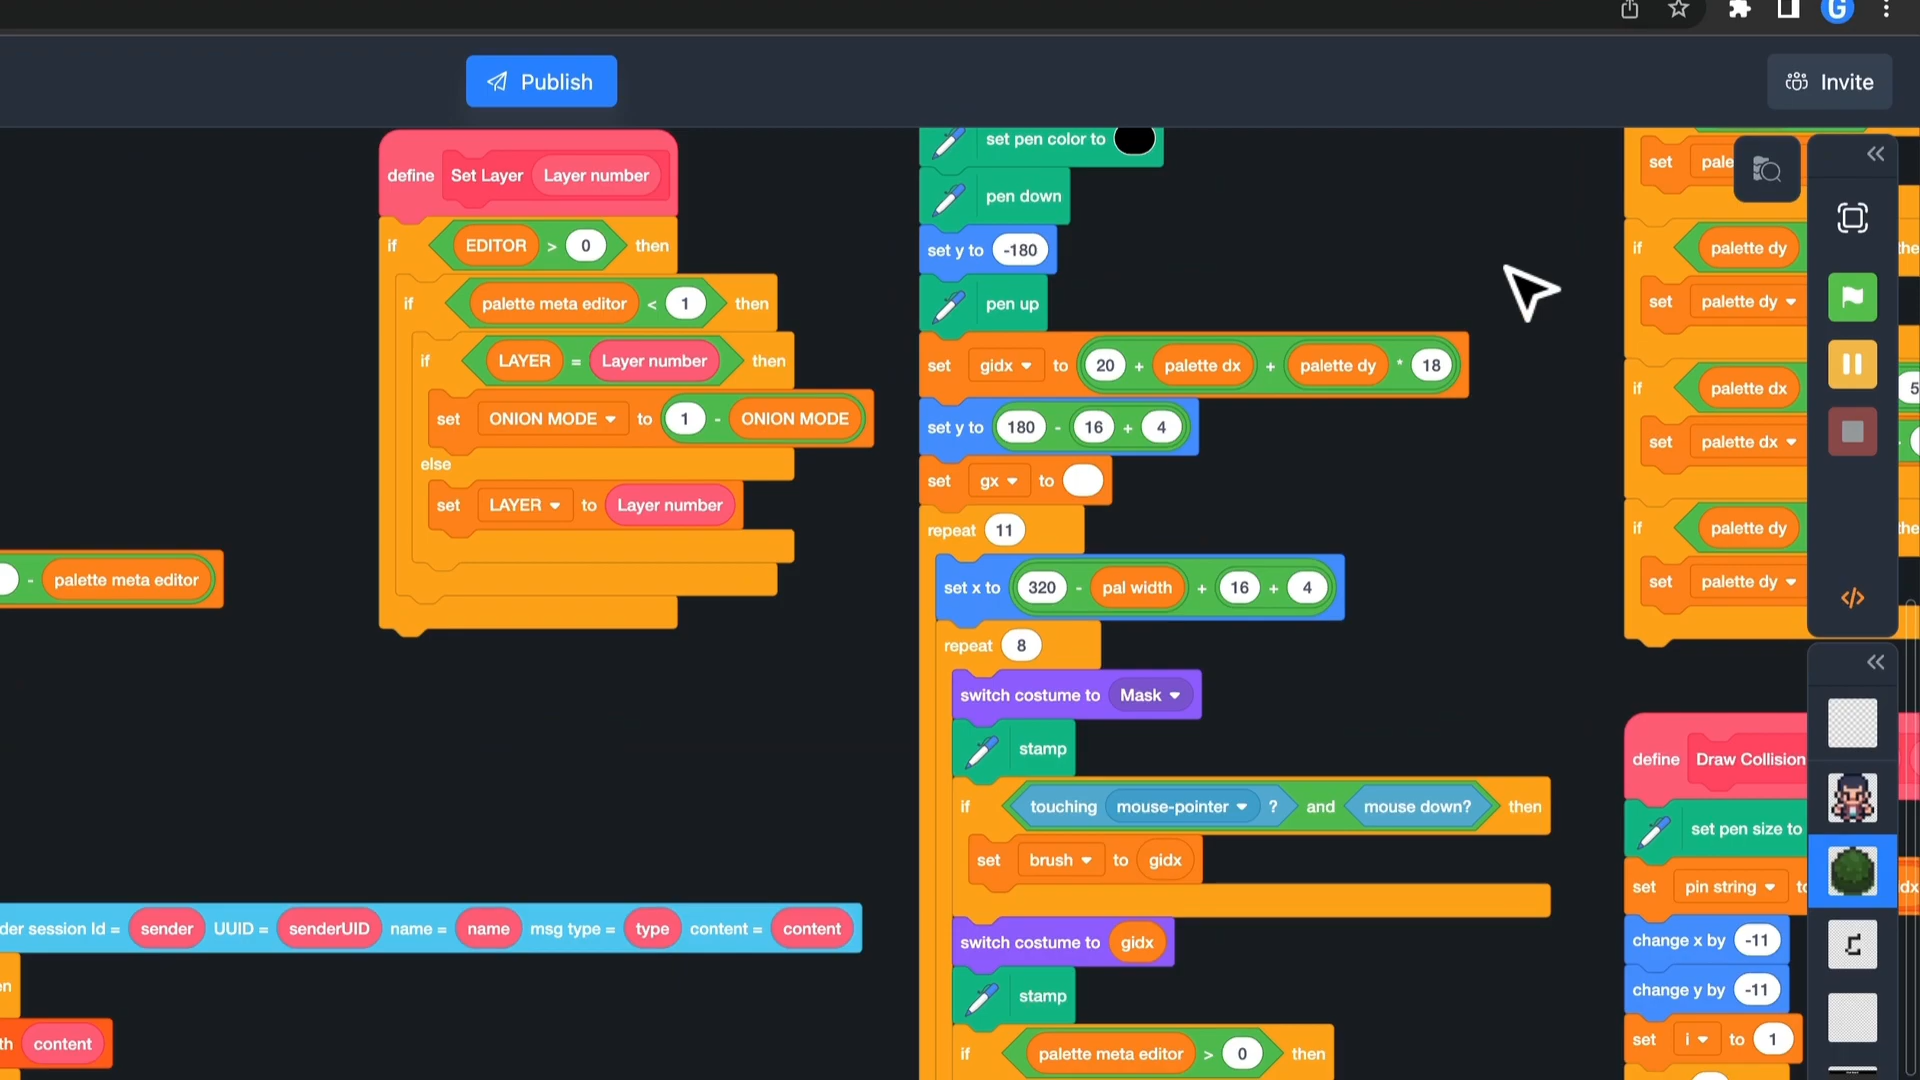 G
Publish
Invite
define Set Layer Layer number
if EDITOR > 0 then
if palette meta editor < 1 then
if LAYER = Layer number then
set ONION MODE to 1 - ONION MODE
else
set LAYER to Layer number
- palette meta editor
der session Id = sender UUID = senderUID name = name msg type = type content = content
en
th content
set pen color to
pen down
set y to -180
pen up
set gidx to 20 + palette dx + palette dy * 18
set y to 180 - 16 + 4
set gx to
repeat 11
set x to 320 - pal width + 16 + 4
repeat 8
switch costume to Mask
stamp
if touching mouse-pointer ? and mouse down? then
set brush to gidx
switch costume to gidx
stamp
if palette meta editor > 0 then
set pale
if palette dy the
set palette dy
if palette dx 5
set palette dx -
if palette dy the
set palette dy
</>
define Draw Collision
set pen size to
set pin string to dx
change x by -11
change y by -11
set i to 1